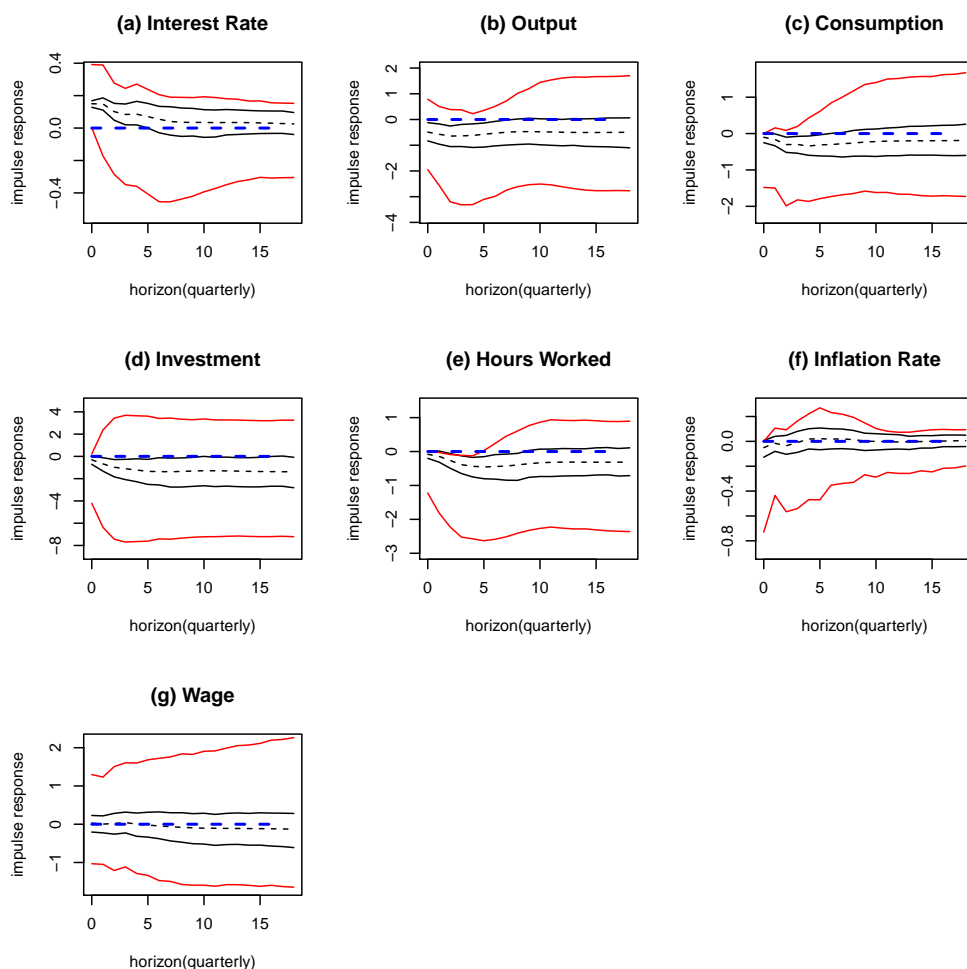 (a) Interest Rate
impulse response
0.4
0.0
−0.4
0 5 10 15
horizon(quarterly)
(b) Output
impulse response
2
1
0
−2
−4
0 5 10 15
horizon(quarterly)
(c) Consumption
impulse response
1
0
−1
−2
0 5 10 15
horizon(quarterly)
(d) Investment
impulse response
4
2
0
−4
−8
0 5 10 15
horizon(quarterly)
(e) Hours Worked
impulse response
1
0
−1
−2
−3
0 5 10 15
horizon(quarterly)
(f) Inflation Rate
impulse response
0.0
−0.4
−0.8
0 5 10 15
horizon(quarterly)
(g) Wage
impulse response
2
1
0
−1
0 5 10 15
horizon(quarterly)